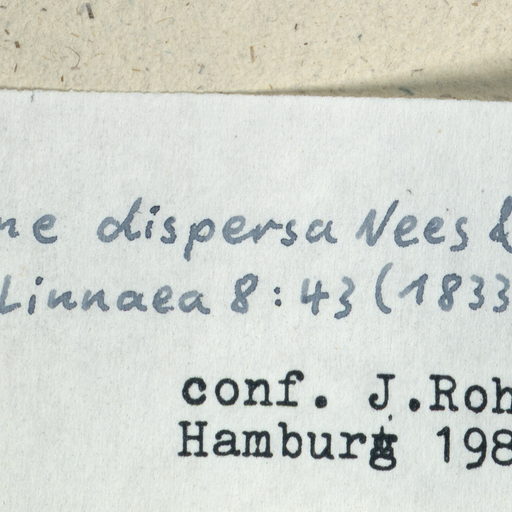 ne dispersa Nees &
Linnaea 8:43 (1833
conf. J.Roh
Hamburg 198